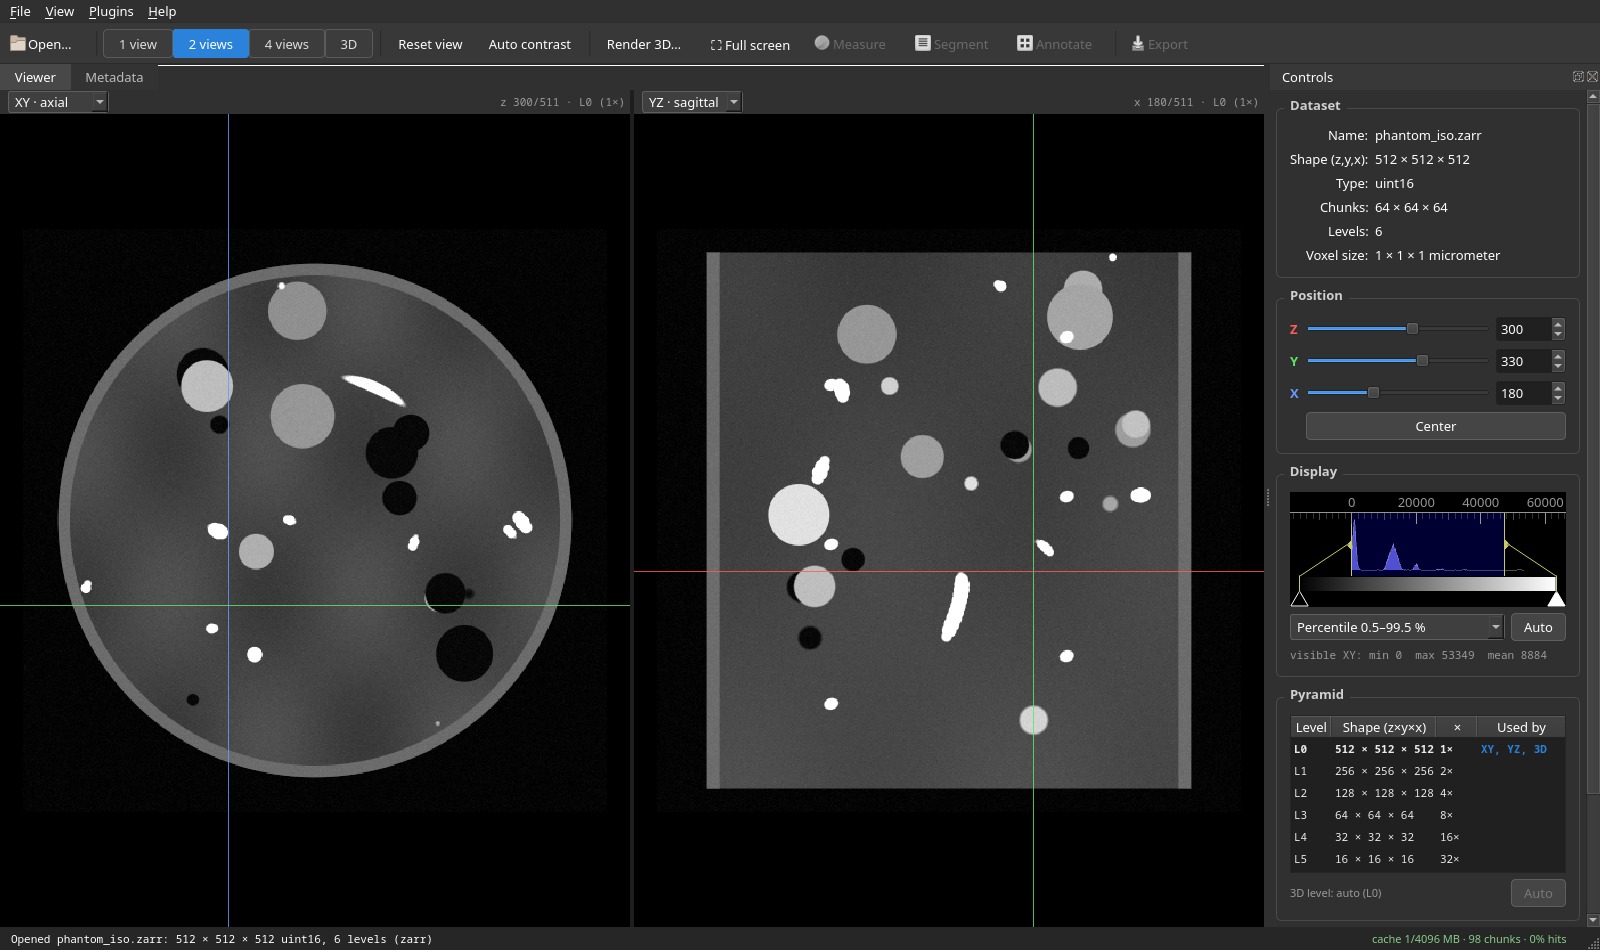 File View Plugins Help
Open... 1 view 2 views 4 views 3D Reset view Auto contrast Render 3D... Full screen Measure Segment Annotate Export
Viewer Metadata
XY · axial z 300/511 · L0 (1×)
YZ · sagittal x 180/511 · L0 (1×)
Controls
Dataset
Name: phantom_iso.zarr
Shape (z,y,x): 512 × 512 × 512
Type: uint16
Chunks: 64 × 64 × 64
Levels: 6
Voxel size: 1 × 1 × 1 micrometer
Position
Z 300
Y 330
X 180
Center
Display
0 20000 40000 60000
Percentile 0.5–99.5 % Auto
visible XY: min 0 max 53349 mean 8884
Pyramid
Level Shape (z×y×x) × Used by
L0 512 × 512 × 512 1× XY, YZ, 3D
L1 256 × 256 × 256 2×
L2 128 × 128 × 128 4×
L3 64 × 64 × 64 8×
L4 32 × 32 × 32 16×
L5 16 × 16 × 16 32×
3D level: auto (L0) Auto
Opened phantom_iso.zarr: 512 × 512 × 512 uint16, 6 levels (zarr)
cache 1/4096 MB · 98 chunks · 0% hits